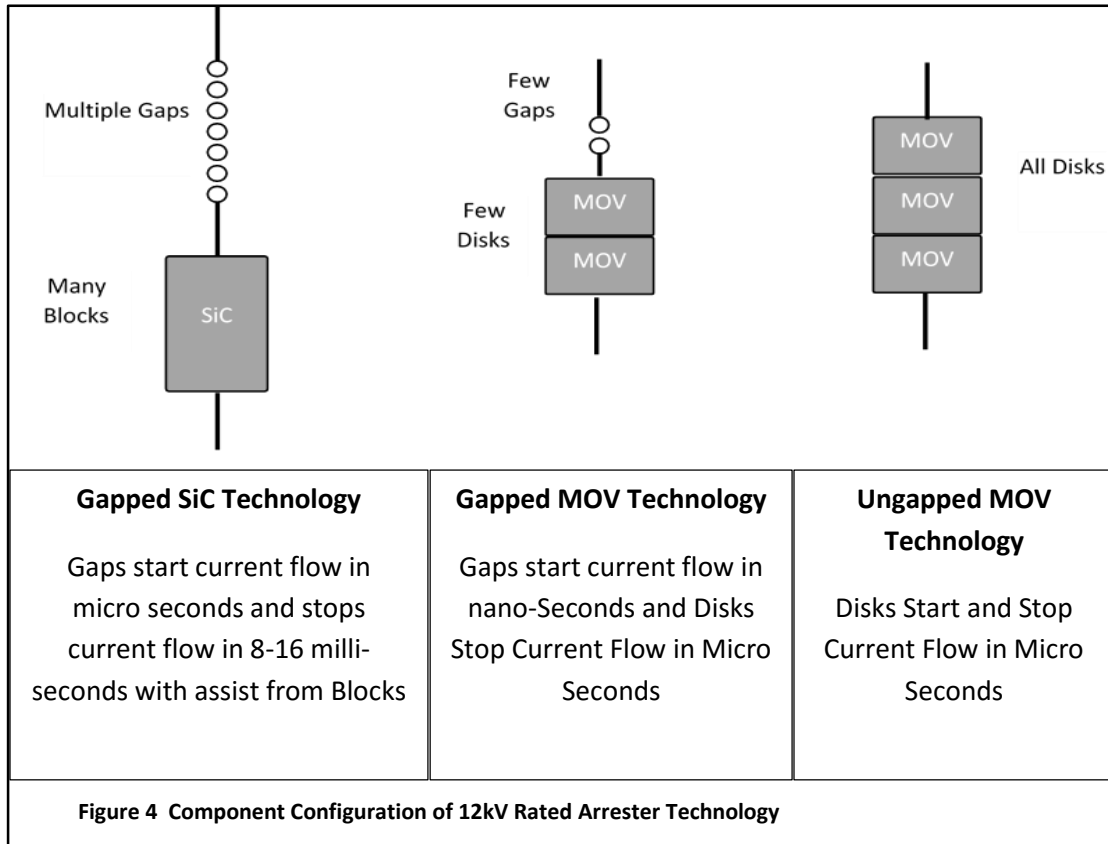 Multiple Gaps
Many
Blocks
SiC
Few
Gaps
Few
Disks
MOV
MOV
MOV
MOV
MOV
All Disks
Gapped SiC Technology
Gaps start current flow in
micro seconds and stops
current flow in 8-16 milli-
seconds with assist from Blocks
Gapped MOV Technology
Gaps start current flow in
nano-Seconds and Disks
Stop Current Flow in Micro
Seconds
Ungapped MOV
Technology
Disks Start and Stop
Current Flow in Micro
Seconds
Figure 4 Component Configuration of 12kV Rated Arrester Technology